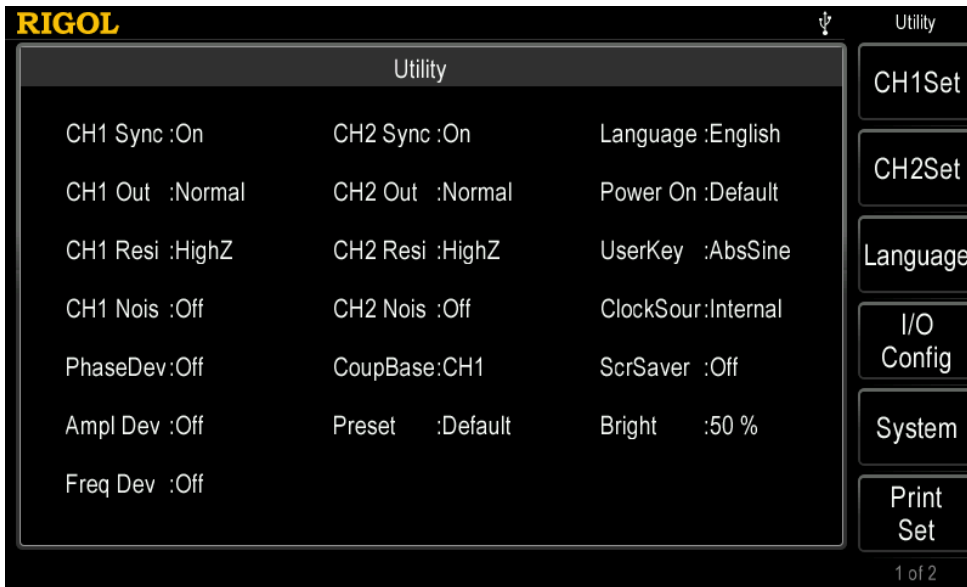 RIGOL
Utility
Utility
CH1 Sync :On CH2 Sync :On Language :English
CH1 Out :Normal CH2 Out :Normal Power On :Default
CH1 Resi :HighZ CH2 Resi :HighZ UserKey :AbsSine
CH1 Nois :Off CH2 Nois :Off ClockSour:Internal
PhaseDev:Off CoupBase:CH1 ScrSaver :Off
Ampl Dev :Off Preset :Default Bright :50 %
Freq Dev :Off
CH1Set
CH2Set
Language
I/O
Config
System
Print
Set
1 of 2